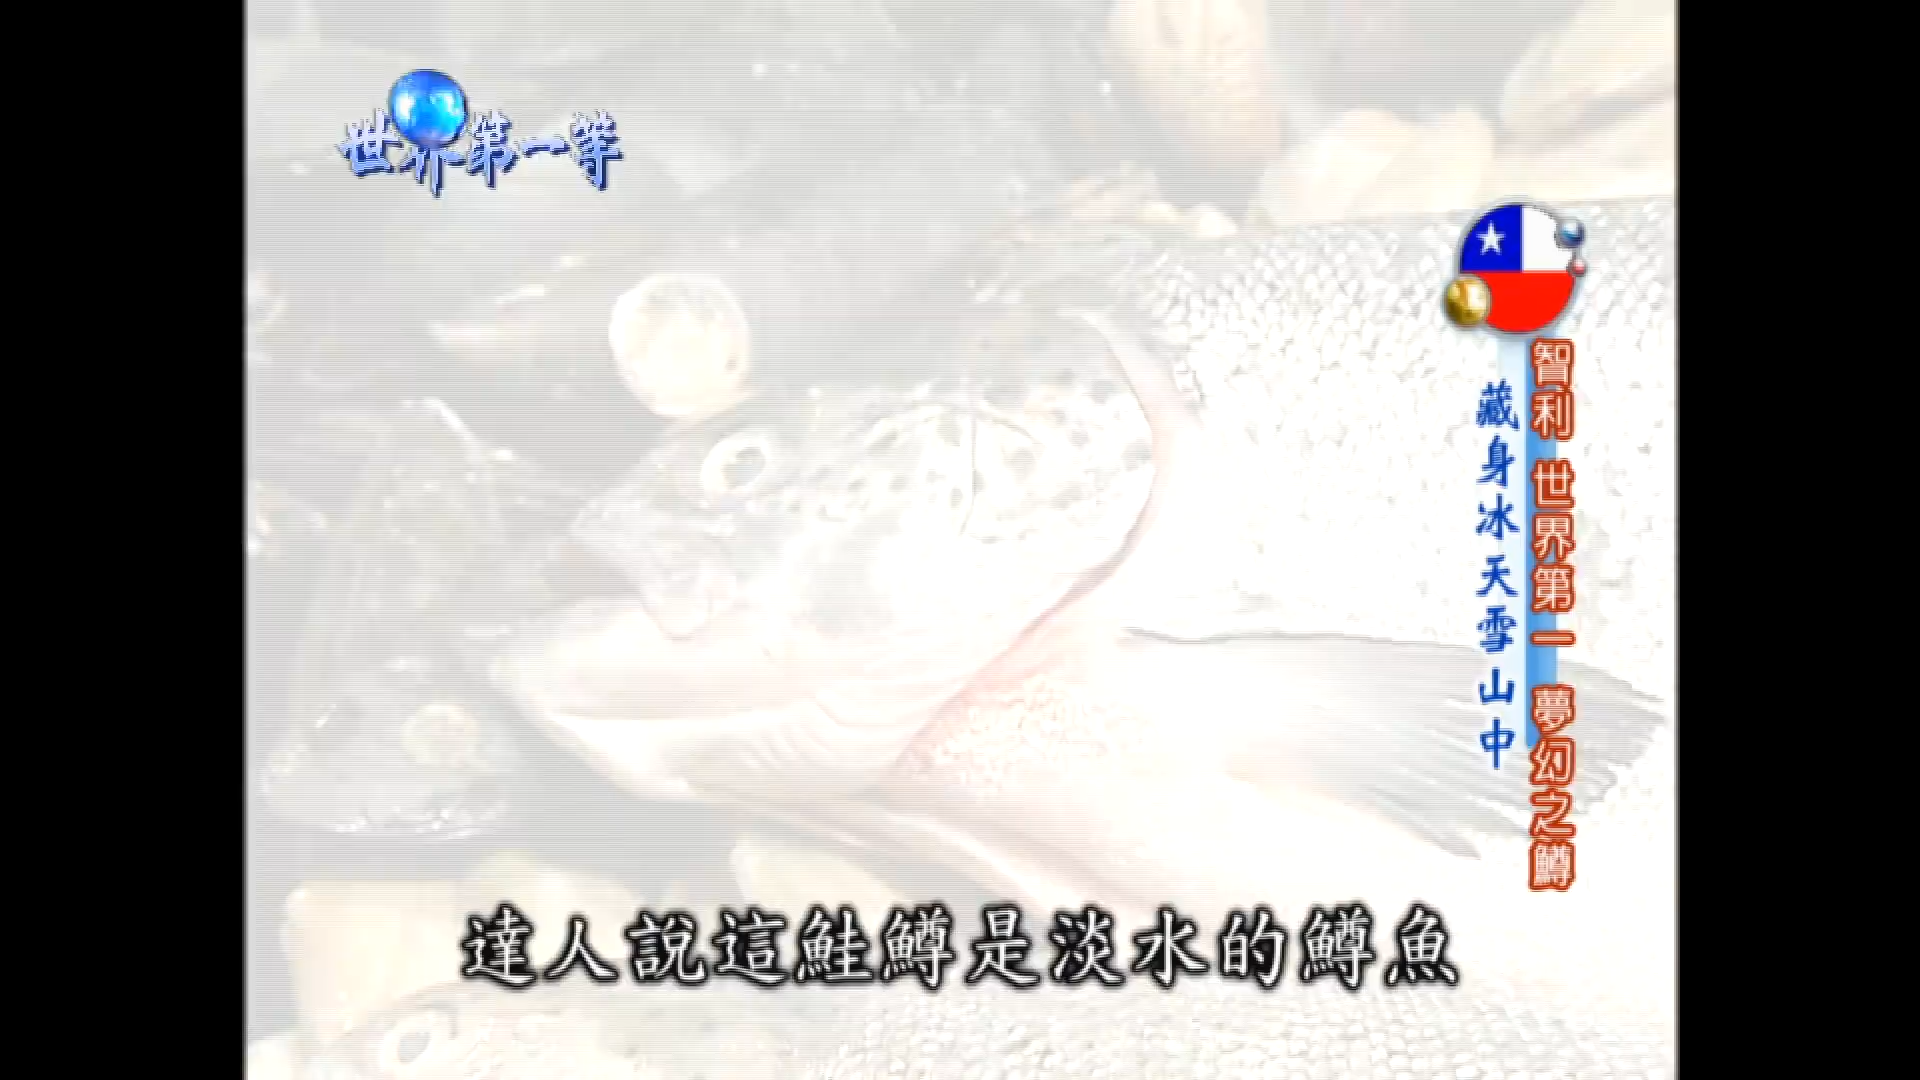 世界第一等
智利 世界第一 夢幻之鱒
藏身冰天雪山中
達人說這鮭鱒是淡水的鱒魚